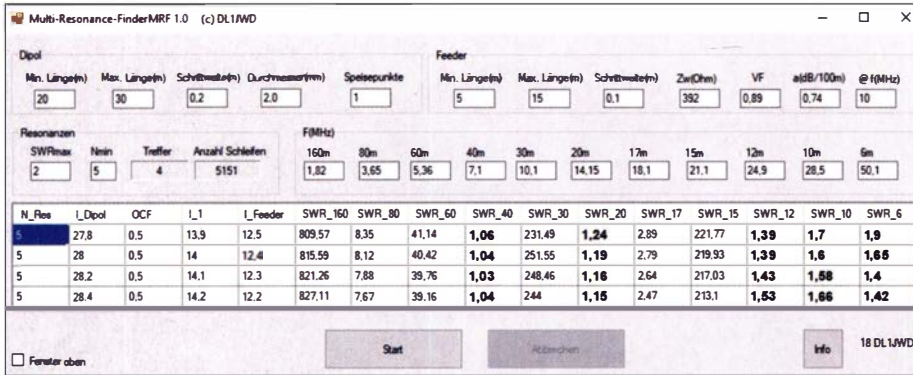 Multi-Resonance-FinderMRF 1.0 (c) DL1JWD
Dipol
Min. Länge(m) Max. Länge(m) Schrittweite(m) Durchmesser(mm) Speisepunkte
20 30 0,2 2.0 1
Feeder
Min. Länge(m) Max. Länge(m) Schrittweite(m) Zw(Ohm) VF a(dB/100m) @ f(MHz)
5 15 0.1 392 0,89 0,74 10
Resonanzen
SWRmax Nmin Treffer Anzahl Schleifen
2 5 4 5151
F(MHz)
160m 80m 60m 40m 30m 20m 17m 15m 12m 10m 6m
1,82 3,65 5,36 7,1 10,1 14,15 18,1 21,1 24,9 28,5 50,1
N_Res l_Dipol OCF l_1 l_Feeder SWR_160 SWR_80 SWR_60 SWR_40 SWR_30 SWR_20 SWR_17 SWR_15 SWR_12 SWR_10 SWR_6
5 27,8 0,5 13,9 12.5 809,57 8,35 41,14 1,06 231,49 1,24 2,89 221,77 1,39 1,7 1,9
5 28 0,5 14 12,4 815,59 8,12 40,42 1,04 251,55 1,19 2,79 219,93 1,39 1,6 1,65
5 28.2 0,5 14,1 12,3 821,26 7,88 39,76 1,03 248,46 1,16 2,64 217,03 1,43 1,58 1,4
5 28.4 0,5 14,2 12,2 827,11 7,67 39.16 1,04 244 1,15 2,47 213,1 1,53 1,66 1,42
Fenster oben
Start
Abbrechen
Info
18 DL1JWD